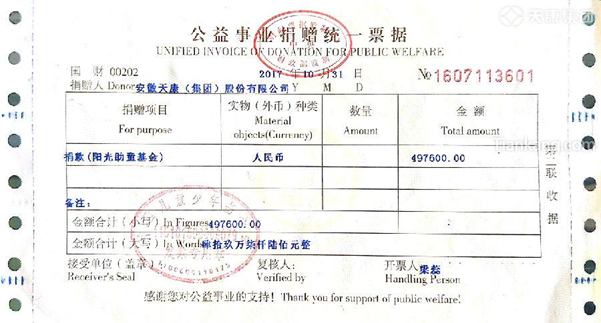 天康集团
公益事业捐赠统一票据
UNIFIED INVOICE OF DONATION FOR PUBLIC WELFARE
国 财 00202
2017 年 10 月 31 日
№ 1607113601
捐赠人 Donor 安徽天康(集团)股份有限公司 Y M D
捐赠项目 实物(外币)种类 数量 金额
For purpose Material objects(Currency) Amount Total amount
捐款(阳光助童基金) 人民币 497600.00
备注:
金额合计(小写) In Figures 497600.00
金额合计(大写) In Words 肆拾玖万柒仟陆佰元整
接受单位(盖章) 复核人: 开票人: 梁蕊
Receiver's Seal Verified by Handling Person
感谢您对公益事业的支持! Thank you for support of public welfare!
第二联 收据